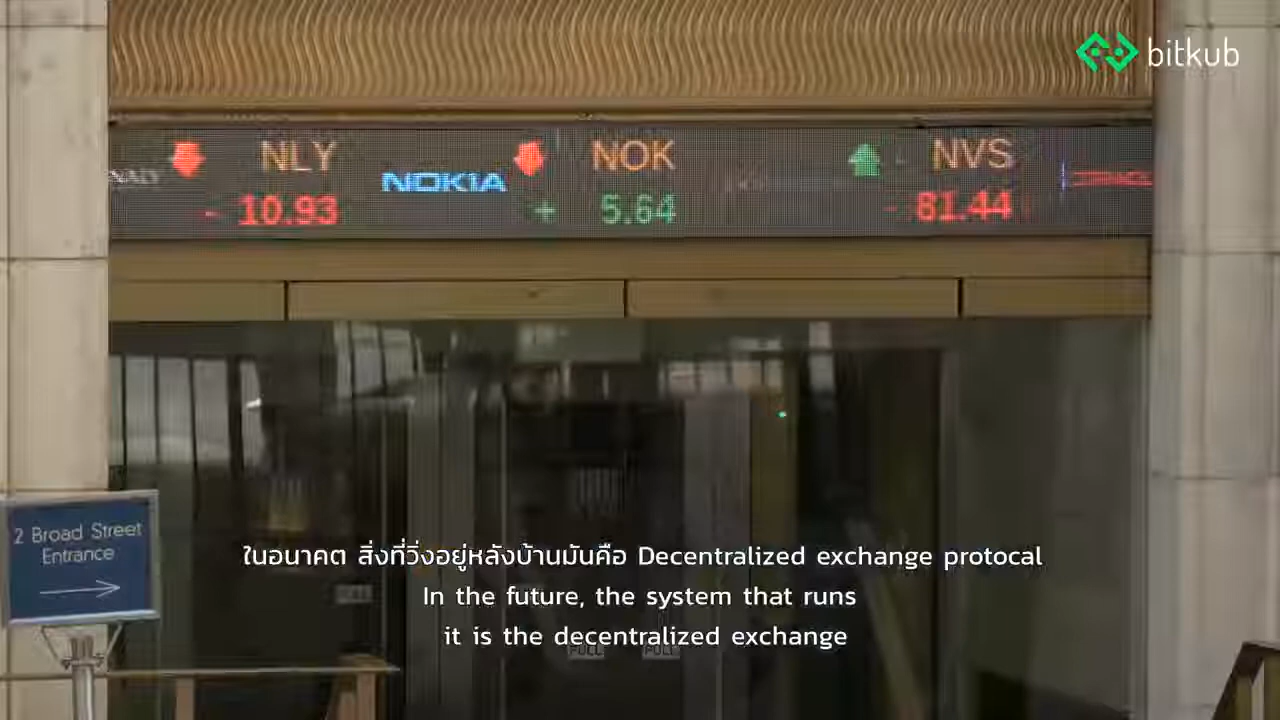 bitkub
NLY
NOKIA
NOK
NVS
- 10.93
+ 5.64
- 81.44
2 Broad Street
Entrance
ในอนาคต สิ่งที่วิ่งอยู่หลังบ้านมันคือ Decentralized exchange protocal
In the future, the system that runs
it is the decentralized exchange
PULL
PULL